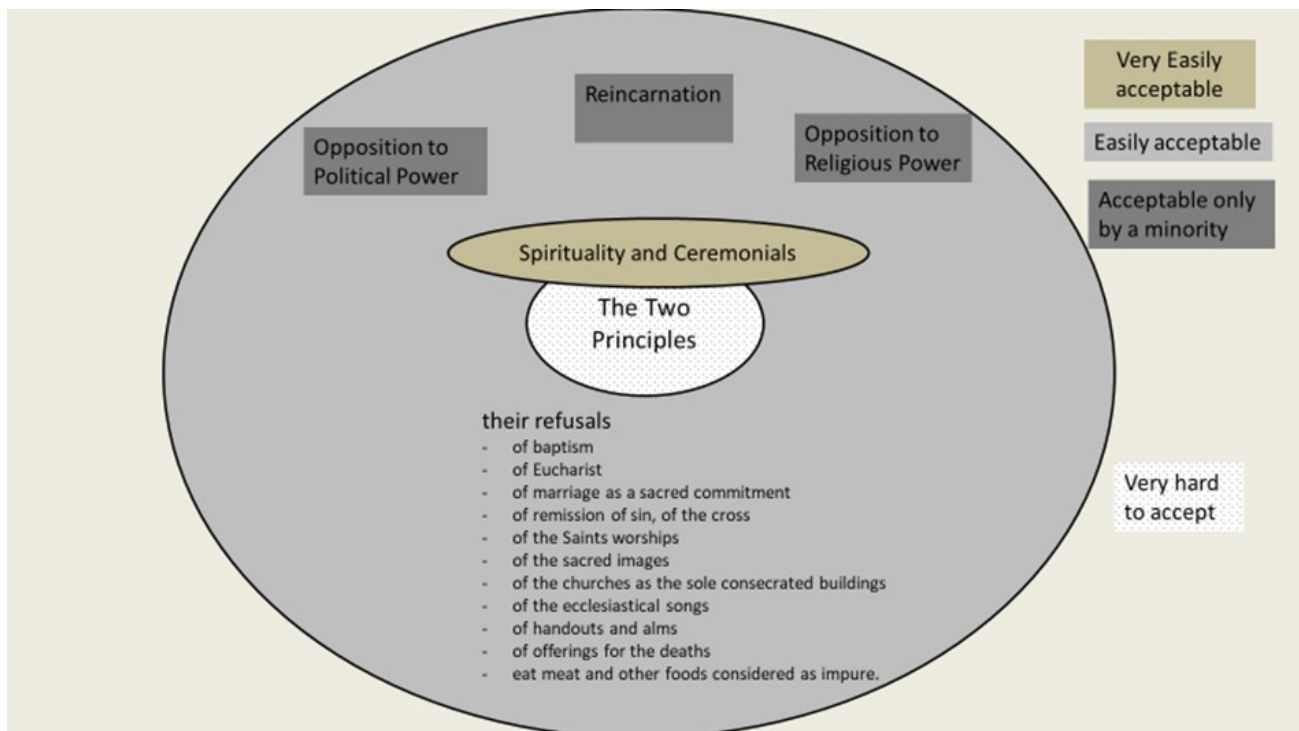 Reincarnation
Opposition to
Political Power
Opposition to
Religious Power
Spirituality and Ceremonials
The Two
Principles
their refusals
- of baptism
- of Eucharist
- of marriage as a sacred commitment
- of remission of sin, of the cross
- of the Saints worships
- of the sacred images
- of the churches as the sole consecrated buildings
- of the ecclesiastical songs
- of handouts and alms
- of offerings for the deaths
- eat meat and other foods considered as impure.
Very Easily
acceptable
Easily acceptable
Acceptable only
by a minority
Very hard
to accept